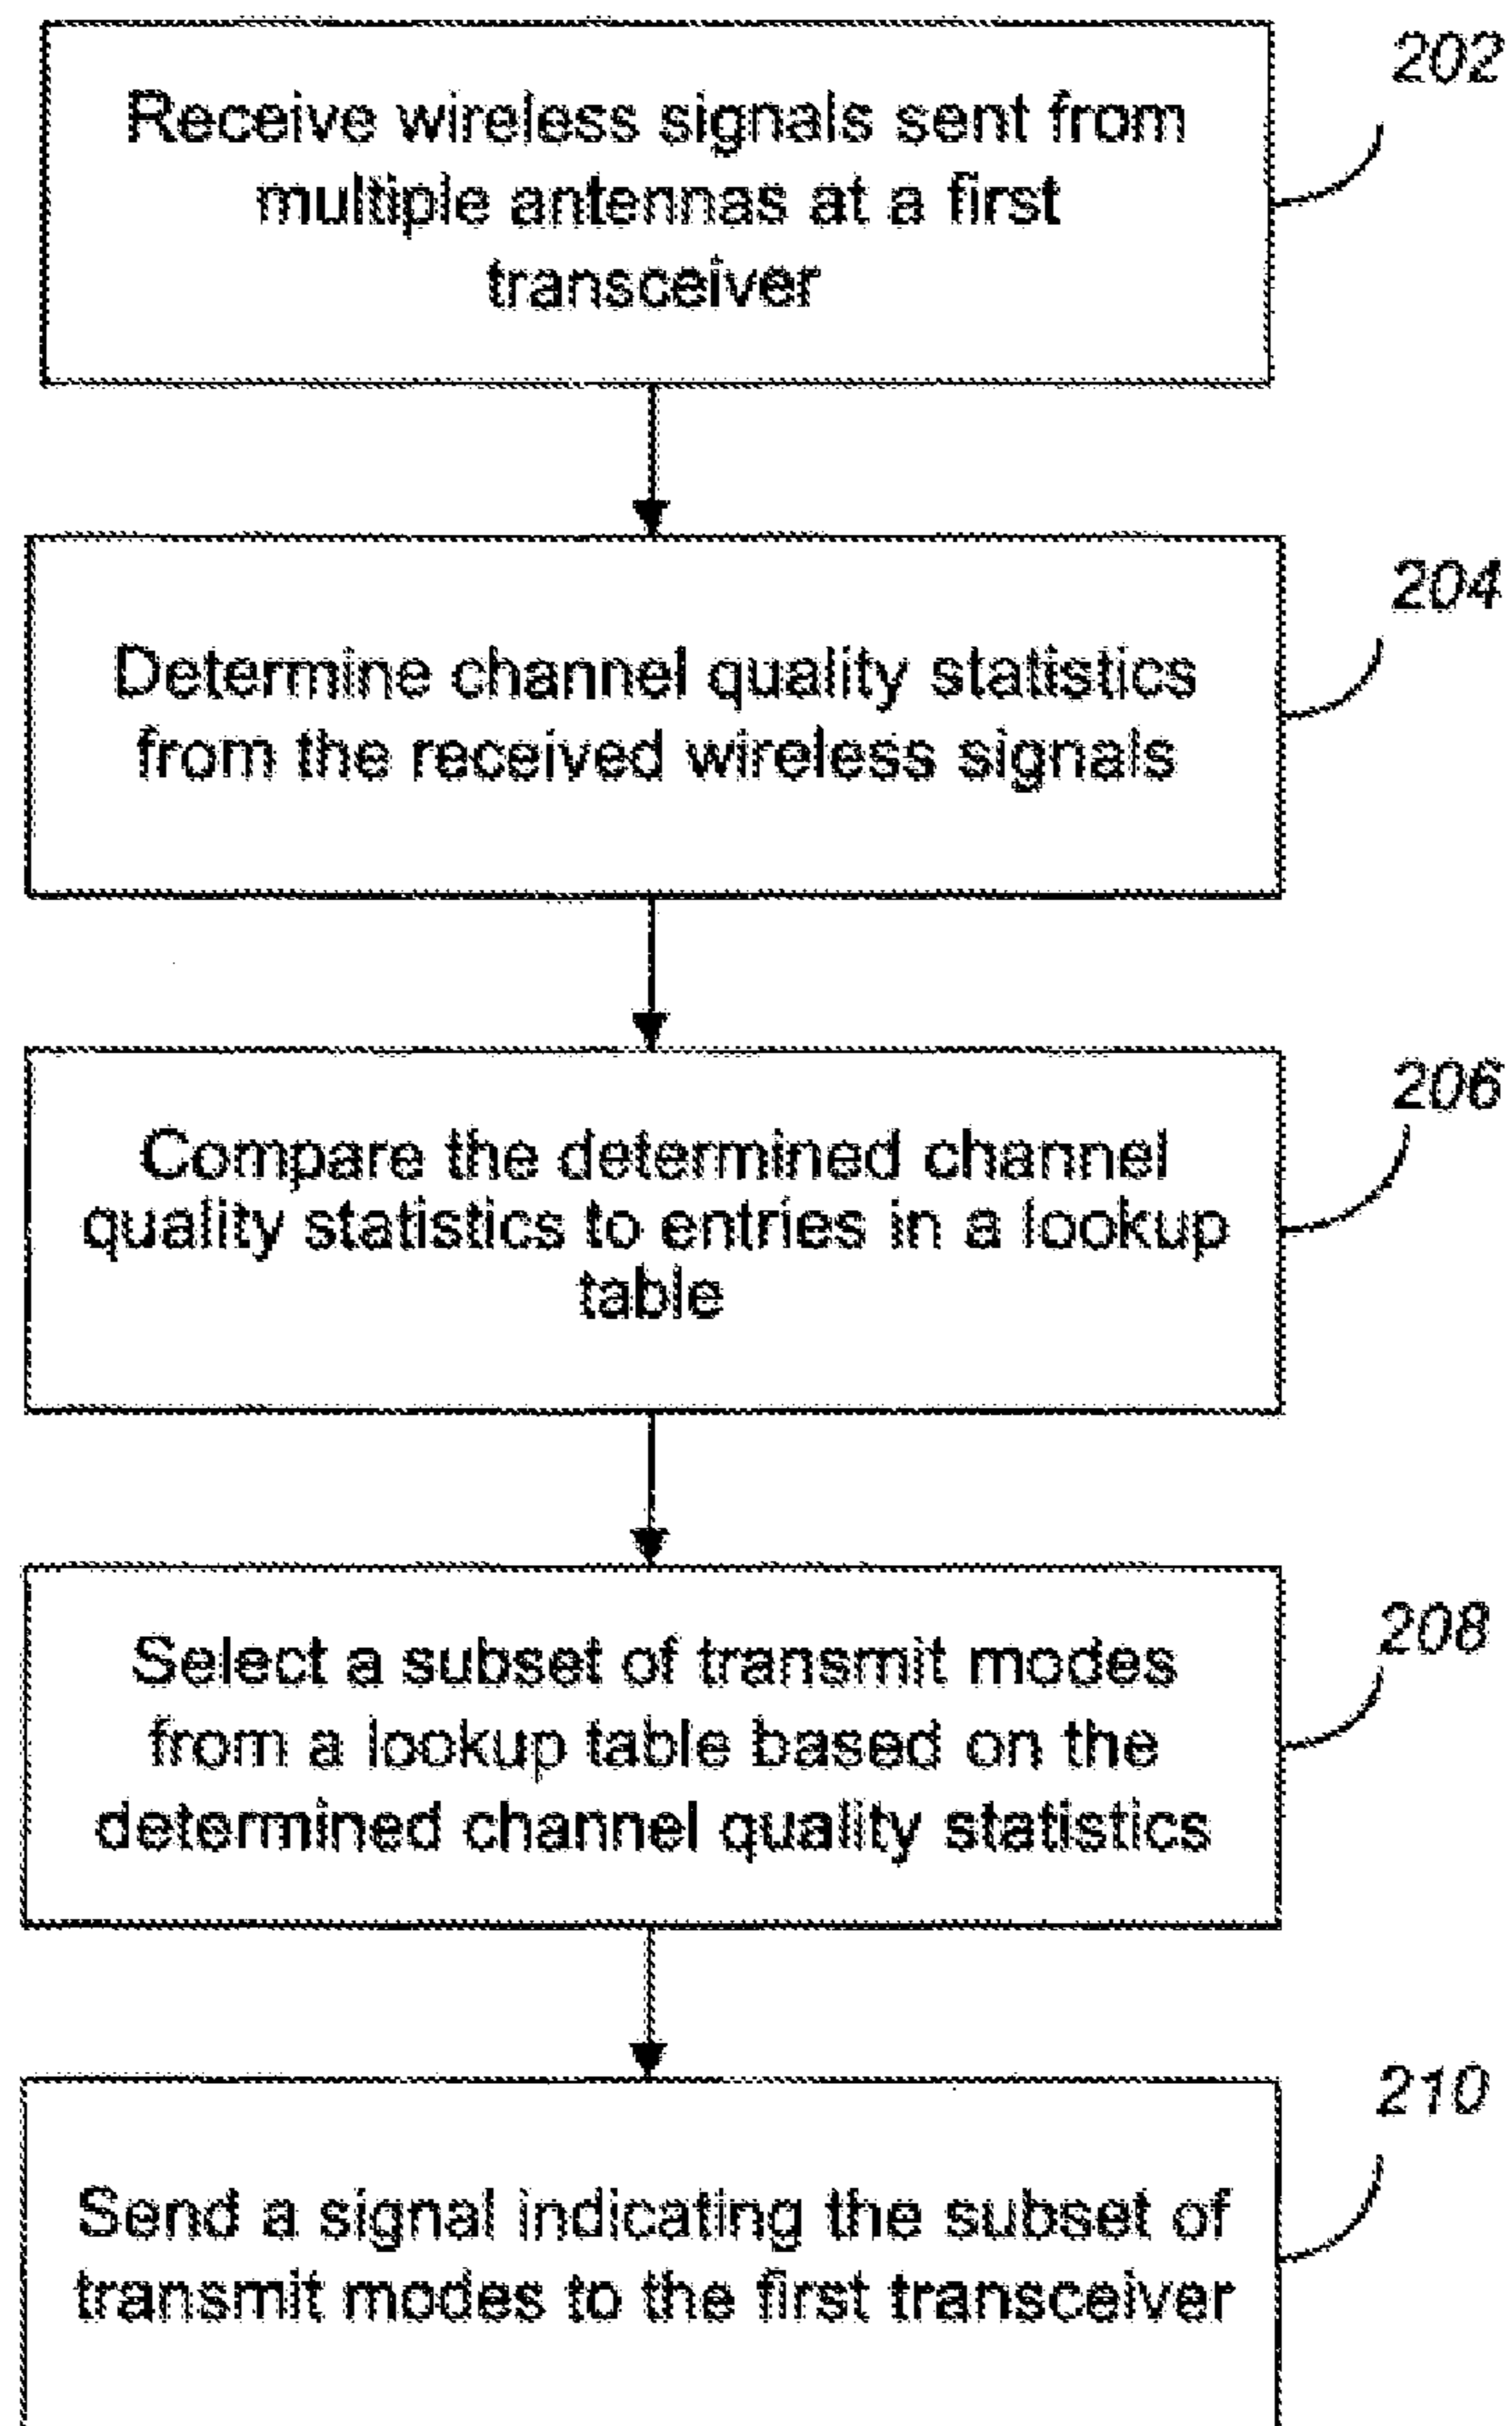 202
Receive wireless signals sent from
multiple antennas at a first
transceiver
204
Determine channel quality statistics
from the received wireless signals
206
Compare the determined channel
quality statistics to entries in a lookup
table
208
Select a subset of transmit modes
from a lookup table based on the
determined channel quality statistics
210
Send a signal indicating the subset of
transmit modes to the first transceiver